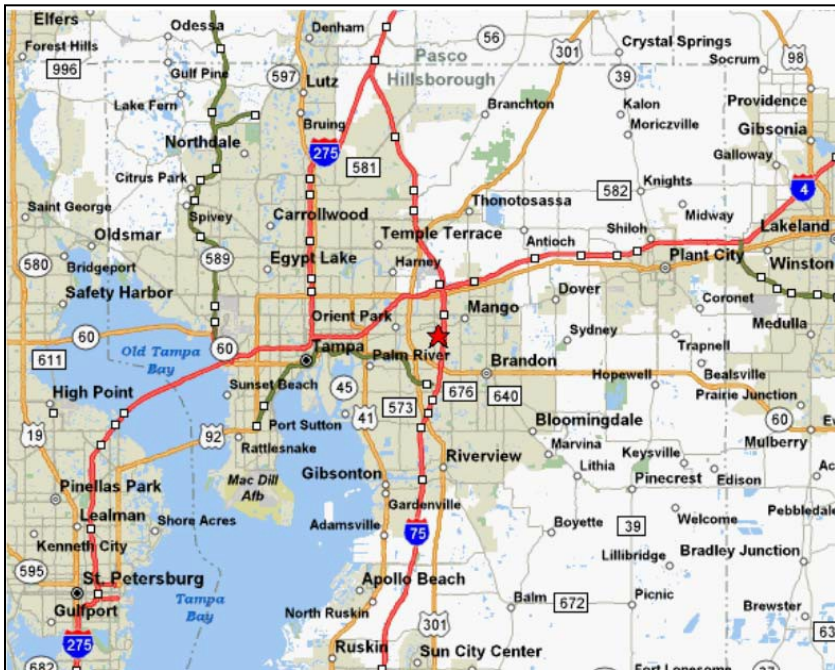 Elfers
Odessa
Denham
56
301
Crystal Springs
Forest Hills
996
Gulf Pine
597
Pasco
Hillsborough
39
Socrum
98
Lutz
Lake Fern
Branchton
Kalon
Providence
Bruing
Moriczville
Gibsonia
Northdale
275
581
Galloway
Citrus Park
582
Knights
4
Saint George
Spivey
Carrollwood
Thonotosassa
Midway
Oldsmar
Temple Terrace
Antioch
Shiloh
Lakeland
580
Bridgeport
589
Egypt Lake
Harney
Plant City
Winston
Safety Harbor
Mango
Dover
Coronet
Orient Park
Medulla
60
60
Sydney
611
Old Tampa
Bay
Tampa
Palm River
Trapnell
Brandon
Bealsville
High Point
Sunset Beach
45
676
640
Hopewell
Prairie Junction
41
573
60
19
92
Port Sutton
Bloomingdale
Mulberry
Rattlesnake
Marvina
Keysville
Riverview
Pinellas Park
Mac Dill
Afb
Gibsonton
Lithia
Pinecrest
Edison
Lealman
Gardenville
Pebbledale
Shore Acres
Adamsville
75
Boyette
39
Welcome
Kenneth City
595
Lillibridge
Bradley Junction
St. Petersburg
Apollo Beach
Tampa
Bay
Gulfport
North Ruskin
Balm
672
Picnic
Brewster
301
275
Ruskin
Sun City Center
682
Fort Lonesome